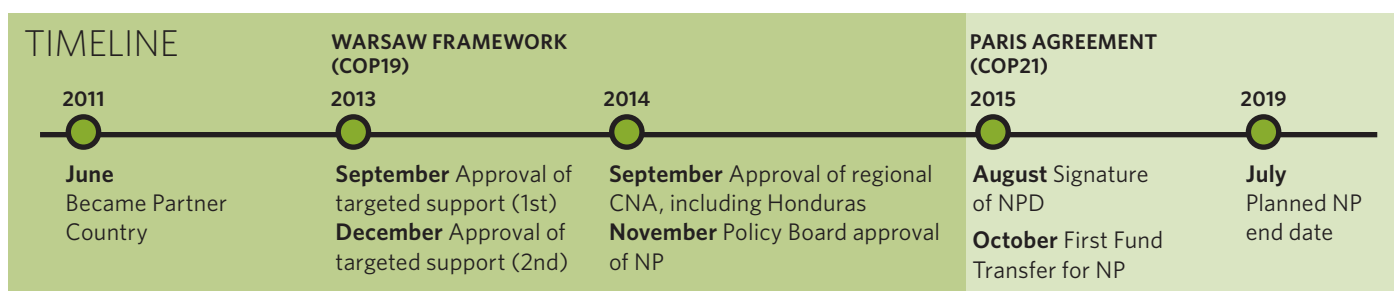 TIMELINE
WARSAW FRAMEWORK
(COP19)
PARIS AGREEMENT
(COP21)
2011
2013
2014
2015
2019
June
Became Partner
Country
September Approval of
targeted support (1st)
December Approval of
targeted support (2nd)
September Approval of regional
CNA, including Honduras
November Policy Board approval
of NP
August Signature
of NPD
October First Fund
Transfer for NP
July
Planned NP
end date